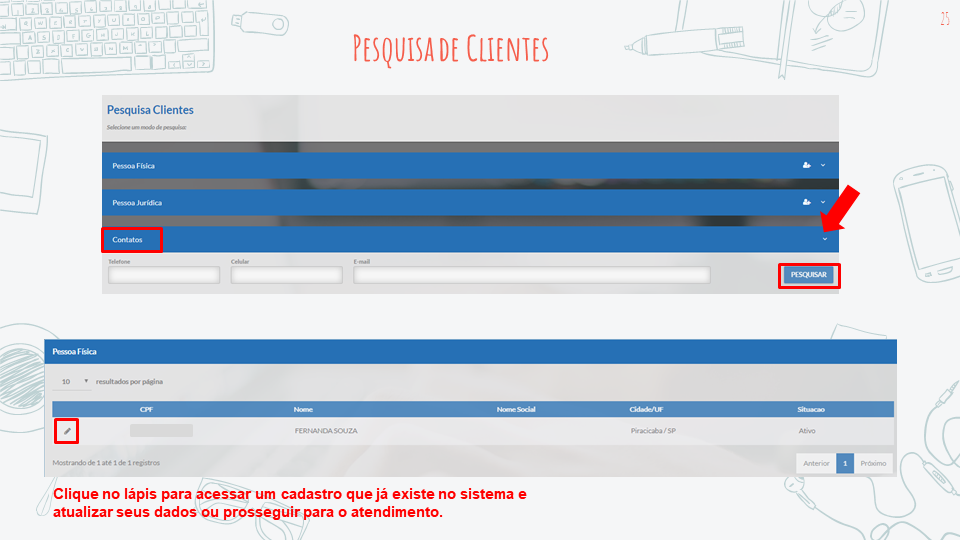 25
PESQUISA DE CLIENTES
Pesquisa Clientes
Selecione um modo de pesquisa:
Pessoa Física
Pessoa Jurídica
Contatos
Telefone Celular E-mail
PESQUISAR
Pessoa Física
10 resultados por página
CPF Nome Nome Social Cidade/UF Situacao
FERNANDA SOUZA Piracicaba / SP Ativo
Mostrando de 1 até 1 de 1 registros Anterior 1 Próximo
Clique no lápis para acessar um cadastro que já existe no sistema e
atualizar seus dados ou prosseguir para o atendimento.